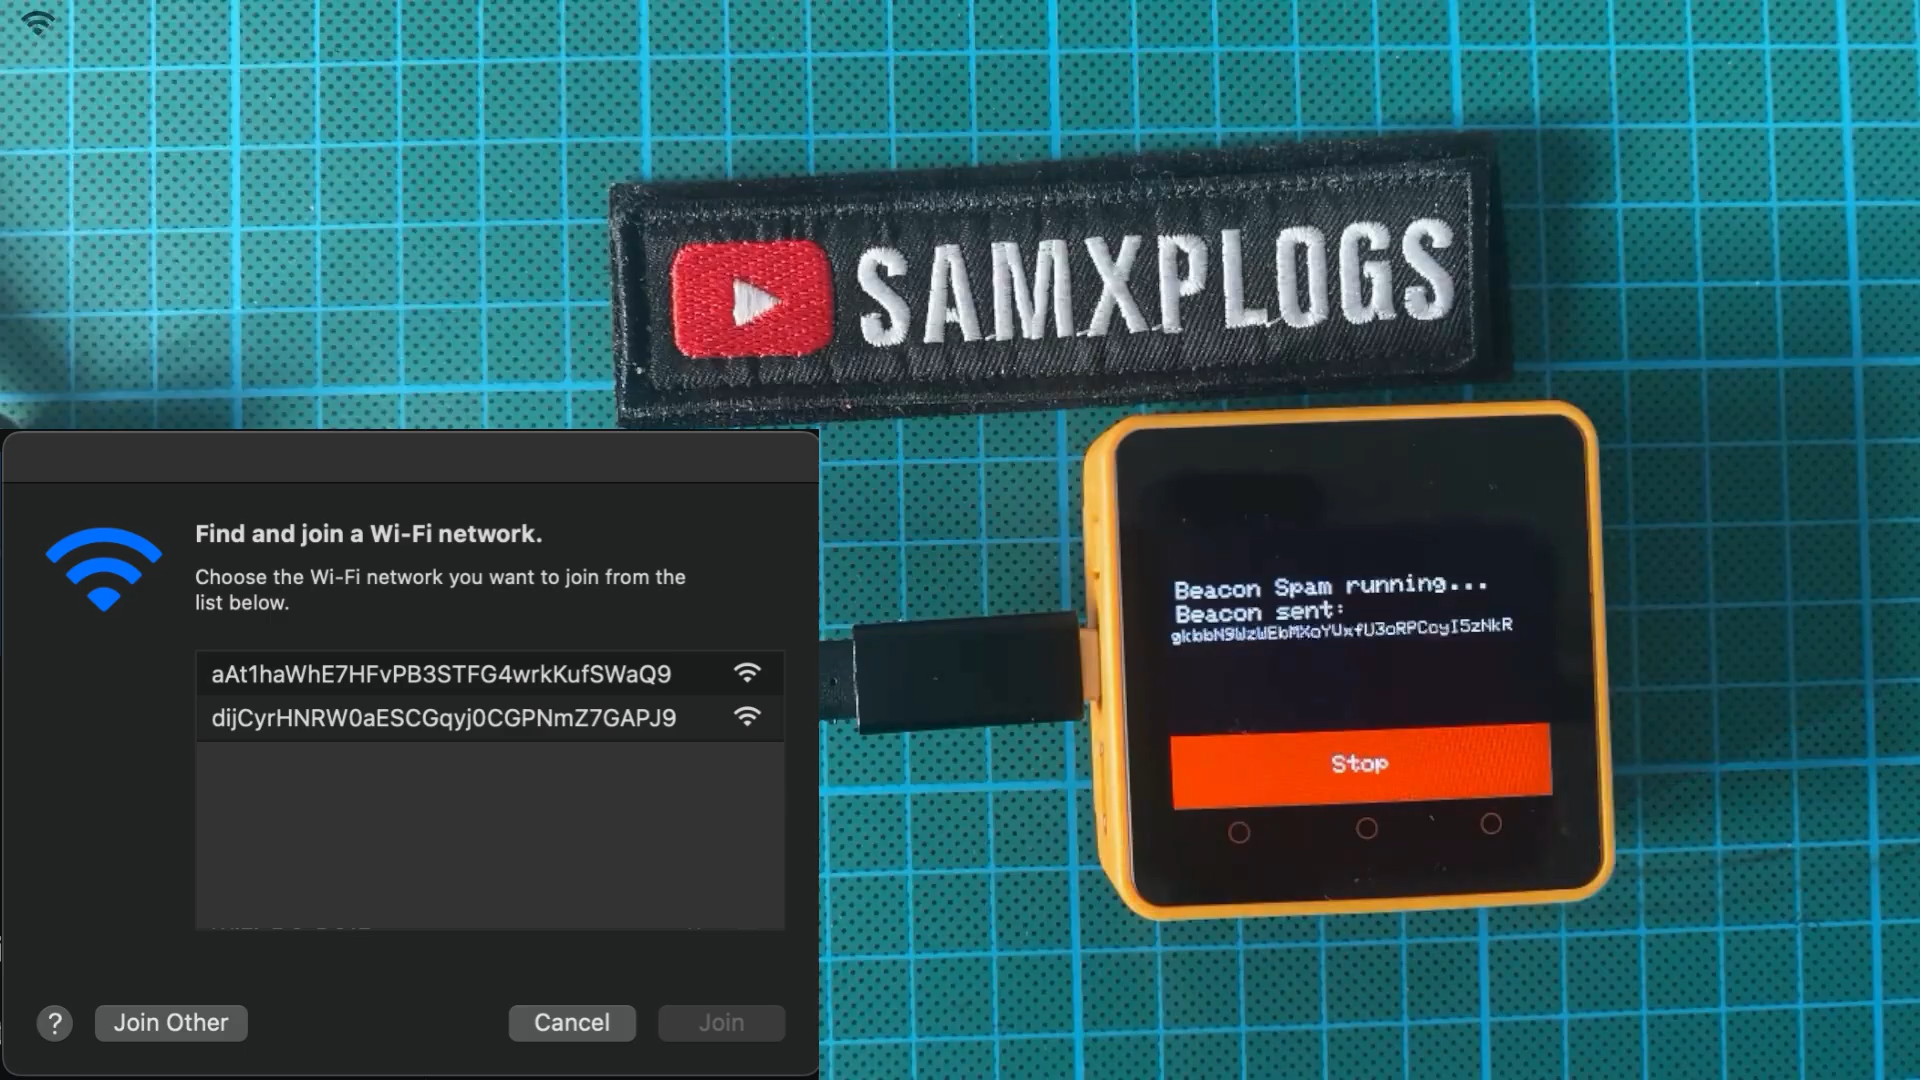 SAMXPLOGS
Find and join a Wi-Fi network.
Choose the Wi-Fi network you want to join from the
list below.
aAt1haWhE7HFvPB3STFG4wrkKufSWaQ9
dijCyrHNRW0aESCGqyj0CGPNmZ7GAPJ9
? Join Other Cancel Join
Beacon Spam running...
Beacon sent:
gkbbN9WzWEbMXoYUxfU3oRPCoyI5zNkR
Stop